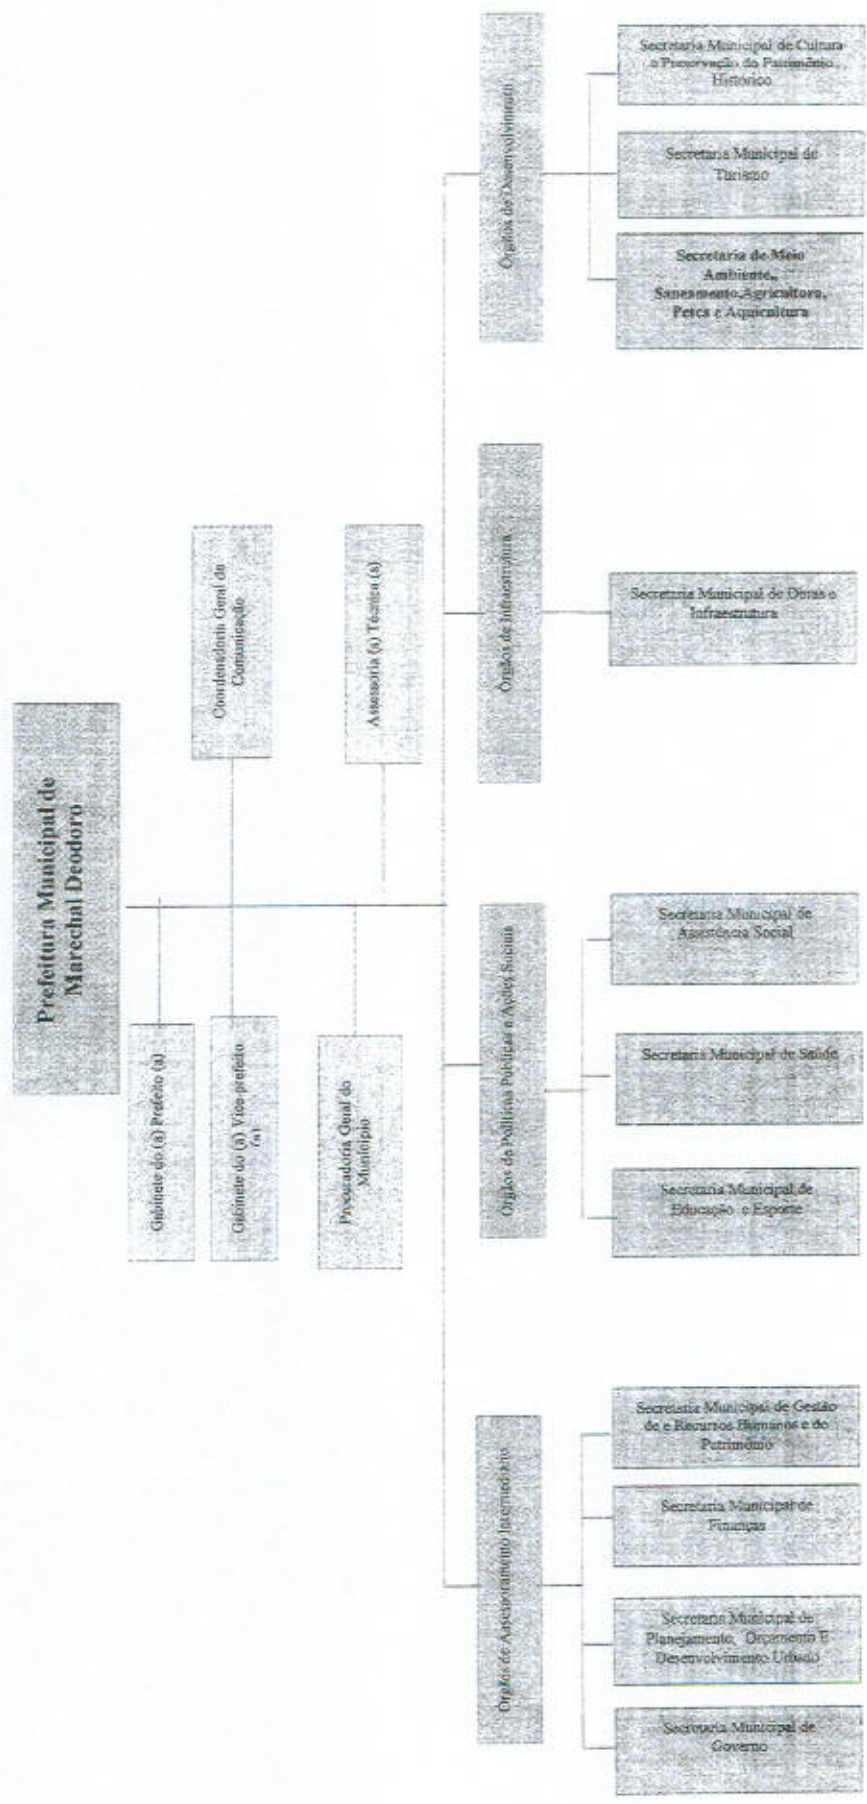 Prefeitura Municipal de
Marechal Deodoro
Gabinete do (a) Prefeito (a)
Gabinete do (a) Vice-prefeito
(a)
Coordenadoria Geral de
Comunicação
Procuradoria Geral do
Município
Assessoria (a) Técnica (a)
Órgãos de Assessoramento Intermediário
Secretaria Municipal de
Governo
Secretaria Municipal de
Planejamento, Orçamento E
Desenvolvimento Urbano
Secretaria Municipal de
Finanças
Secretaria Municipal de Gestão
de e Recursos Humanos e do
Patrimônio
Órgãos de Políticas Públicas e Ações Sociais
Secretaria Municipal de
Educação e Esporte
Secretaria Municipal de Saúde
Secretaria Municipal de
Assistência Social
Órgãos de Infraestrutura
Secretaria Municipal de Obras e
Infraestrutura
Órgãos de Desenvolvimento
Secretaria de Meio
Ambiente,
Saneamento,Agricultura,
Pesca e Aquicultura
Secretaria Municipal de
Turismo
Secretaria Municipal de Cultura
e Preservação do Patrimônio
Histórico